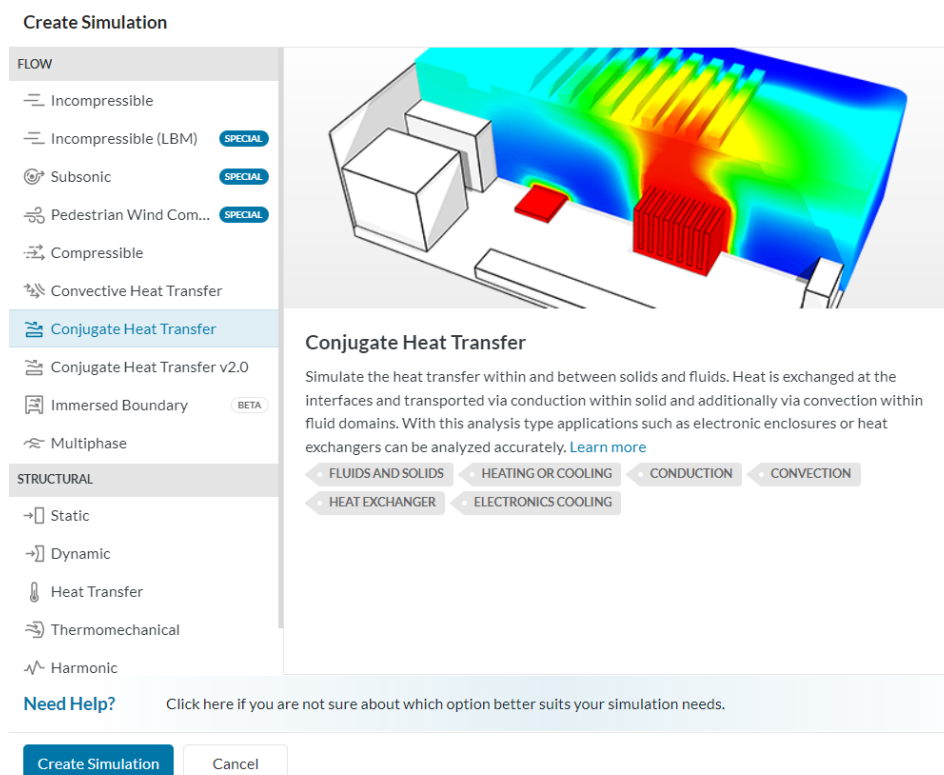 Create Simulation
FLOW
Incompressible
Incompressible (LBM) SPECIAL
Subsonic SPECIAL
Pedestrian Wind Com... SPECIAL
Compressible
Convective Heat Transfer
Conjugate Heat Transfer
Conjugate Heat Transfer v2.0
Immersed Boundary BETA
Multiphase
STRUCTURAL
Static
Dynamic
Heat Transfer
Thermomechanical
Harmonic
Conjugate Heat Transfer
Simulate the heat transfer within and between solids and fluids. Heat is exchanged at the
interfaces and transported via conduction within solid and additionally via convection within
fluid domains. With this analysis type applications such as electronic enclosures or heat
exchangers can be analyzed accurately. Learn more
FLUIDS AND SOLIDS HEATING OR COOLING CONDUCTION CONVECTION
HEAT EXCHANGER ELECTRONICS COOLING
Need Help? Click here if you are not sure about which option better suits your simulation needs.
Create Simulation Cancel